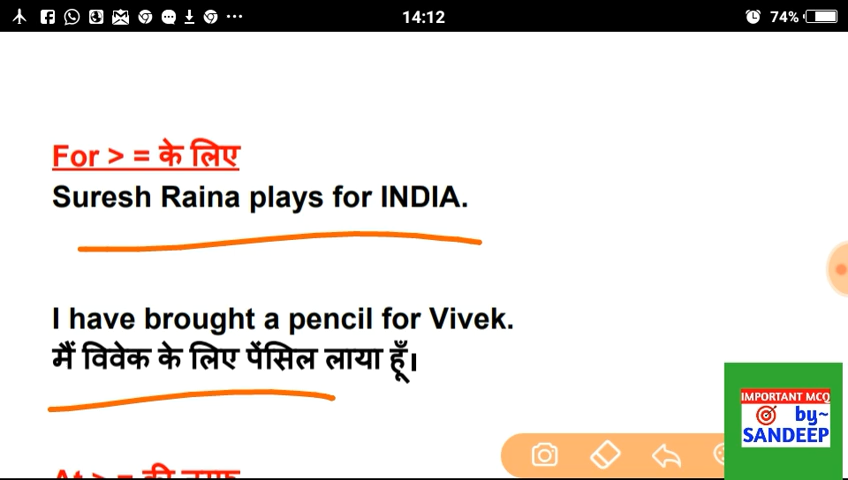 14:12
74%
For > = के लिए
Suresh Raina plays for INDIA.
I have brought a pencil for Vivek.
मैं विवेक के लिए पेंसिल लाया हूँ।
IMPORTANT MCQ
by~
SANDEEP